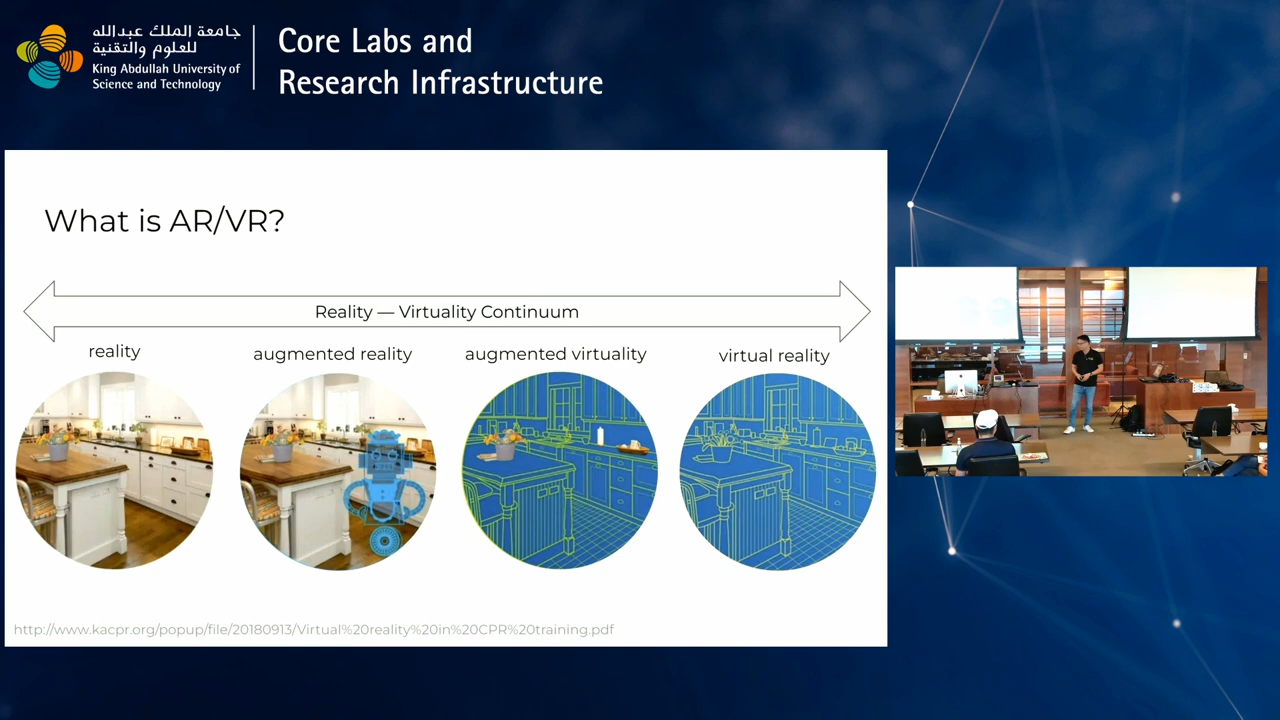 جامعة الملك عبدالله
للعلوم والتقنية
King Abdullah University of
Science and Technology
Core Labs and
Research Infrastructure
What is AR/VR?
Reality — Virtuality Continuum
reality
augmented reality
augmented virtuality
virtual reality
http://www.kacpr.org/popup/file/20180913/Virtual%20reality%20in%20CPR%20training.pdf